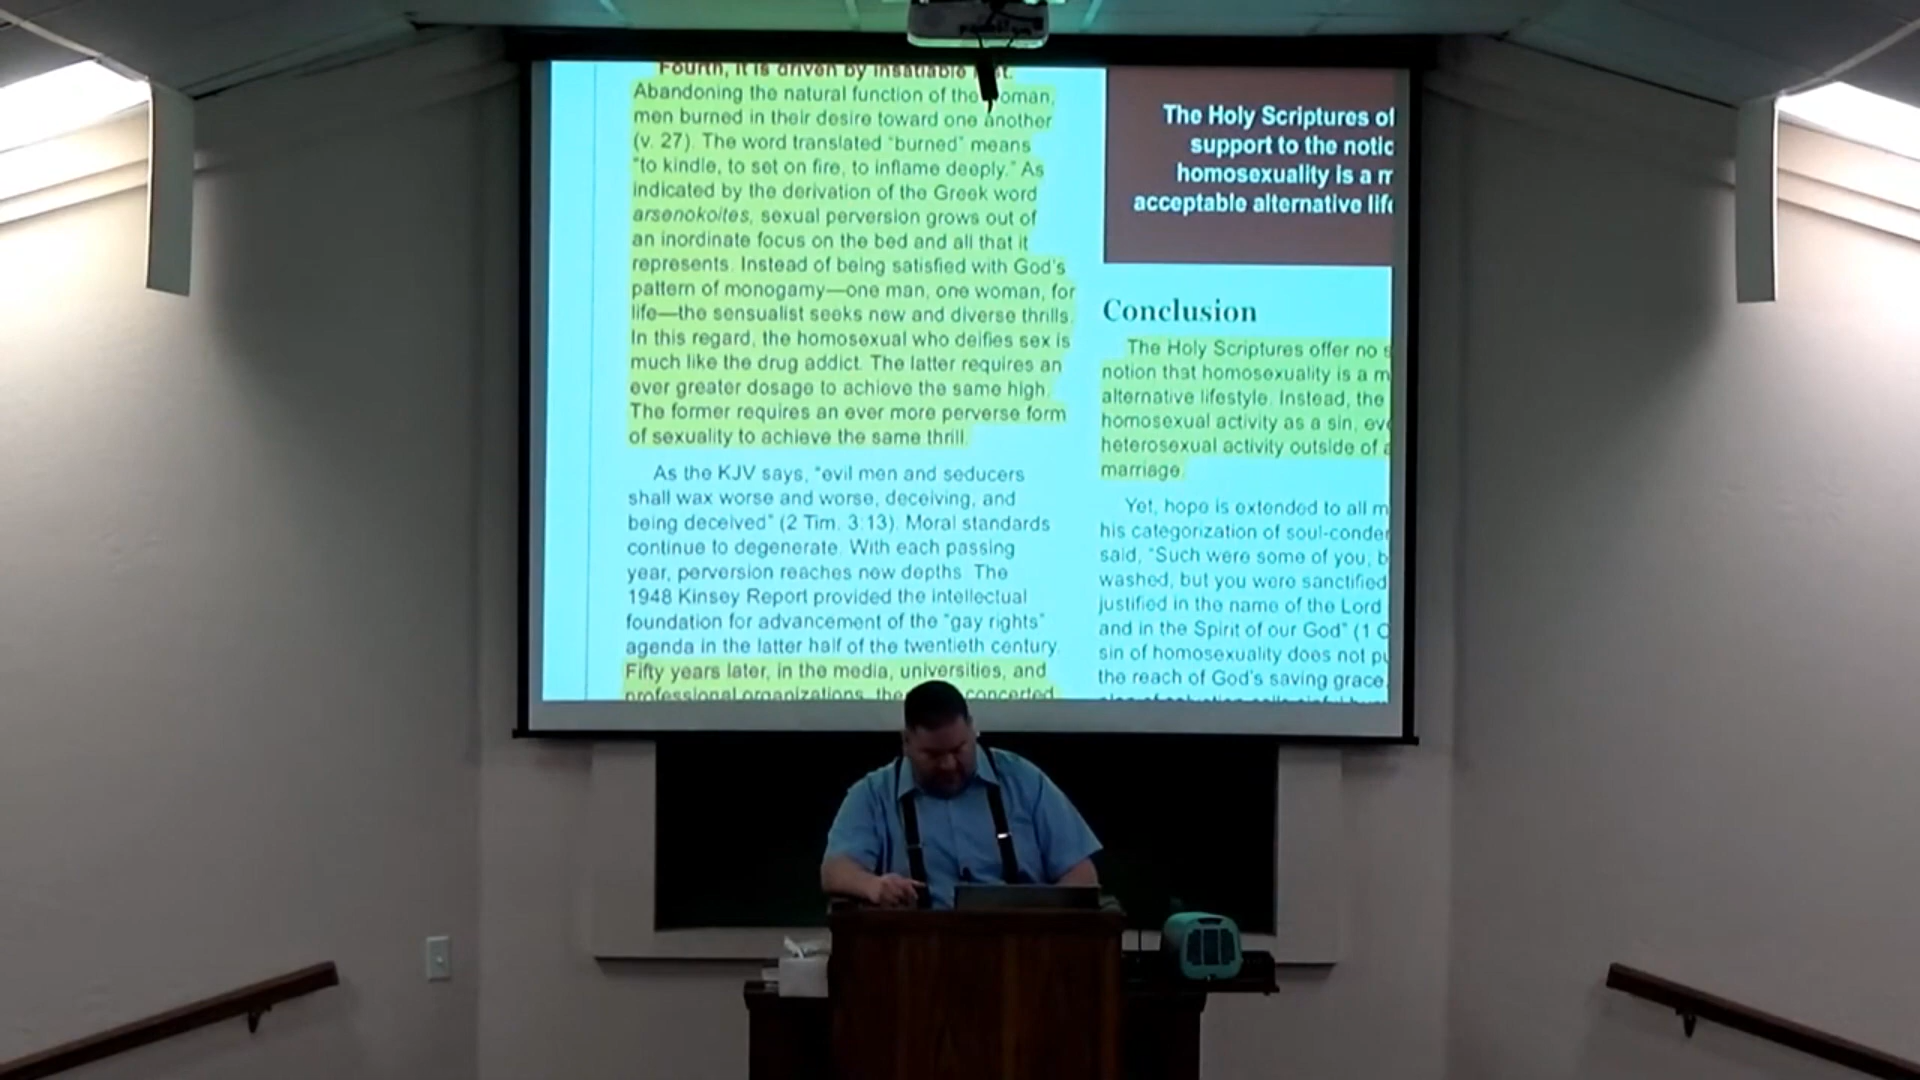 Fourth, it is driven by insatiable
Abandoning the natural function of the
men burned in their desire toward one another
(v. 27). The word translated "burned" means
"to kindle, to set on fire, to inflame deeply." As
indicated by the derivation of the Greek word
arsenokoites, sexual perversion grows out of
an inordinate focus on the bed and all that it
represents. Instead of being satisfied with God's
pattern of monogamy—one man, one woman, for
life—the sensualist seeks new and diverse thrills.
In this regard, the homosexual who deifies sex is
much like the drug addict. The latter requires an
ever greater dosage to achieve the same high.
The former requires an ever more perverse form
of sexuality to achieve the same thrill.
As the KJV says, "evil men and seducers
shall wax worse and worse, deceiving, and
being deceived" (2 Tim. 3:13). Moral standards
continue to degenerate. With each passing
year, perversion reaches new depths. The
1948 Kinsey Report provided the intellectual
foundation for advancement of the "gay rights"
agenda in the latter half of the twentieth century.
Fifty years later, in the media, universities, and
professional organizations, concerted
The Holy Scriptures of
support to the notic
homosexuality is a m
acceptable alternative life
Conclusion
The Holy Scriptures offer no s
notion that homosexuality is a m
alternative lifestyle. Instead, the
homosexual activity as a sin, eve
heterosexual activity outside of a
marriage.
Yet, hope is extended to all m
his categorization of soul-conder
said, "Such were some of you, b
washed, but you were sanctified
justified in the name of the Lord
and in the Spirit of our God" (1 C
sin of homosexuality does not pu
the reach of God's saving grace.